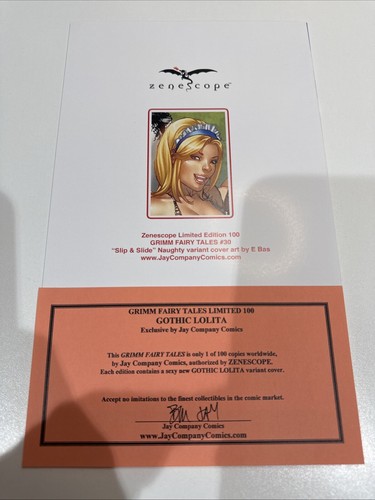 zenescope
Zenescope Limited Edition 100
GRIMM FAIRY TALES #30
"Slip & Slide" Naughty variant cover art by E Bas
www.JayCompanyComics.com
GRIMM FAIRY TALES LIMITED 100
GOTHIC LOLITA
Exclusive by Jay Company Comics
This GRIMM FAIRY TALES is only 1 of 100 copies worldwide,
by Jay Company Comics, authorized by ZENESCOPE.
Each edition contains a sexy new GOTHIC LOLITA variant cover.
Accept no imitations to the finest collectibles in the comic market.
Jay Company Comics
www.JayCompanyComics.com